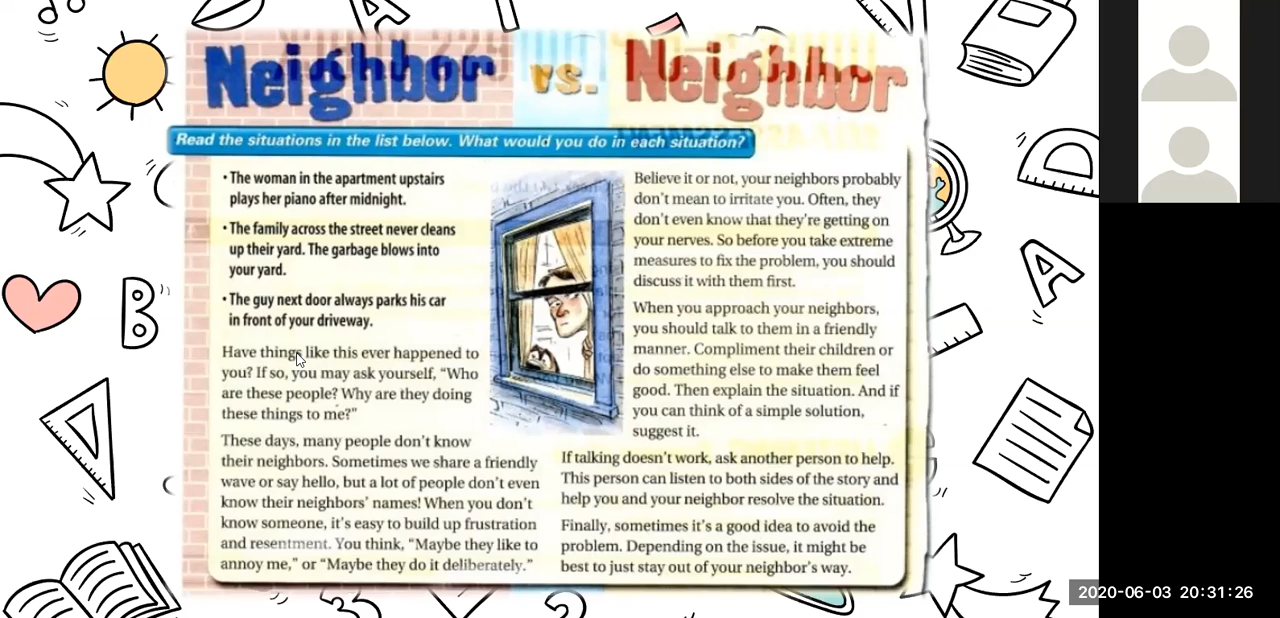 Neighbor vs. Neighbor
Read the situations in the list below. What would you do in each situation?
• The woman in the apartment upstairs
plays her piano after midnight.
• The family across the street never cleans
up their yard. The garbage blows into
your yard.
• The guy next door always parks his car
in front of your driveway.
Have things like this ever happened to
you? If so, you may ask yourself, “Who
are these people? Why are they doing
these things to me?”
These days, many people don’t know
their neighbors. Sometimes we share a friendly
wave or say hello, but a lot of people don’t even
know their neighbors’ names! When you don’t
know someone, it’s easy to build up frustration
and resentment. You think, “Maybe they like to
annoy me,” or “Maybe they do it deliberately.”
Believe it or not, your neighbors probably
don’t mean to irritate you. Often, they
don’t even know that they’re getting on
your nerves. So before you take extreme
measures to fix the problem, you should
discuss it with them first.
When you approach your neighbors,
you should talk to them in a friendly
manner. Compliment their children or
do something else to make them feel
good. Then explain the situation. And if
you can think of a simple solution,
suggest it.
If talking doesn’t work, ask another person to help.
This person can listen to both sides of the story and
help you and your neighbor resolve the situation.
Finally, sometimes it’s a good idea to avoid the
problem. Depending on the issue, it might be
best to just stay out of your neighbor’s way.
A
B
A
2020-06-03 20:31:26